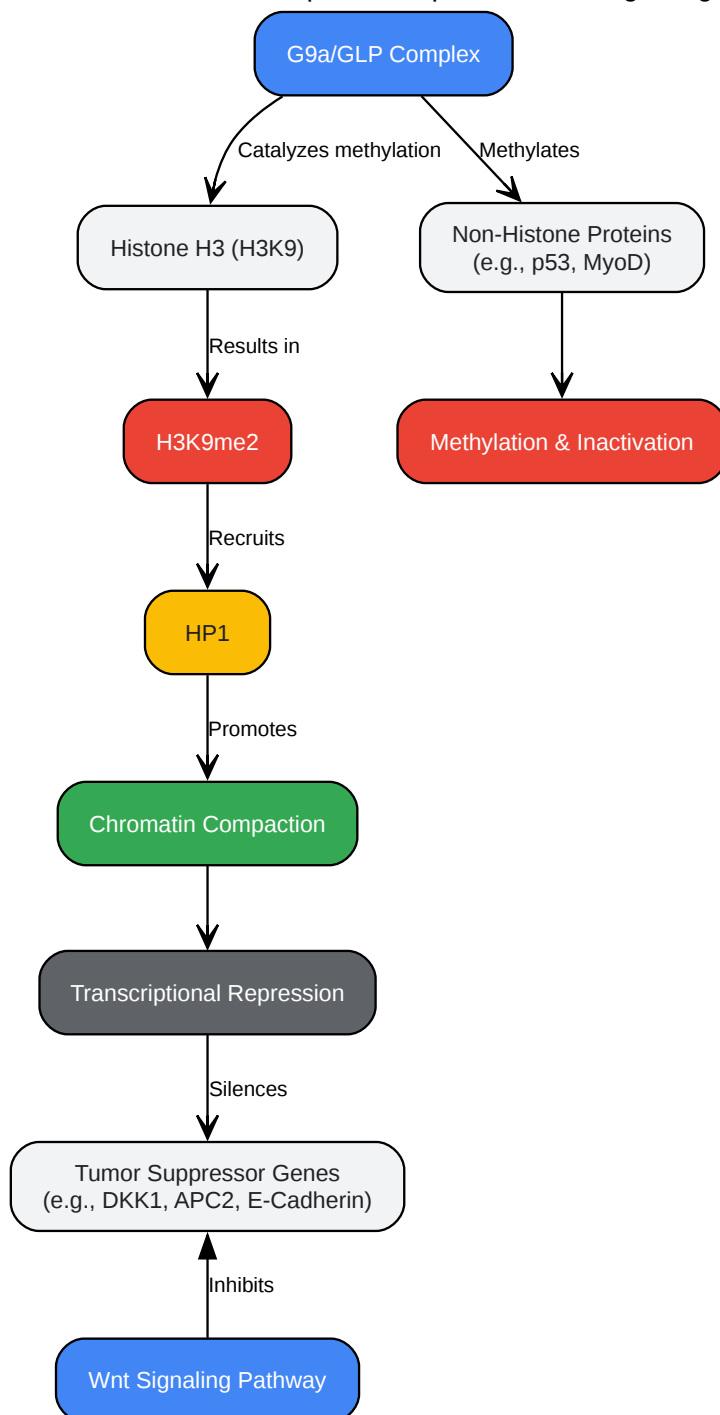 G9a/GLP Complex
Catalyzes methylation
Methylates
Histone H3 (H3K9)
Non-Histone Proteins
(e.g., p53, MyoD)
Results in
H3K9me2
Methylation & Inactivation
Recruits
HP1
Promotes
Chromatin Compaction
Transcriptional Repression
Silences
Tumor Suppressor Genes
(e.g., DKK1, APC2, E-Cadherin)
Inhibits
Wnt Signaling Pathway